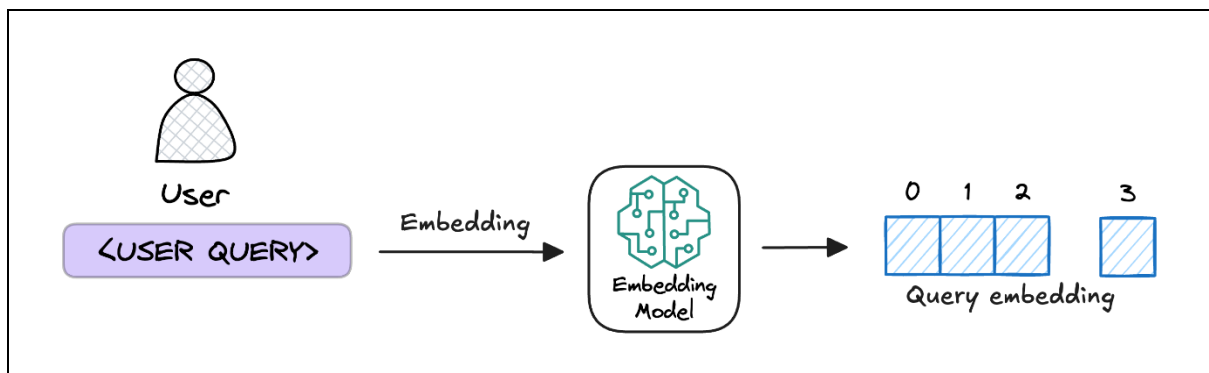 User
<USER QUERY>
Embedding
Embedding
Model
0 1 2 3
Query embedding